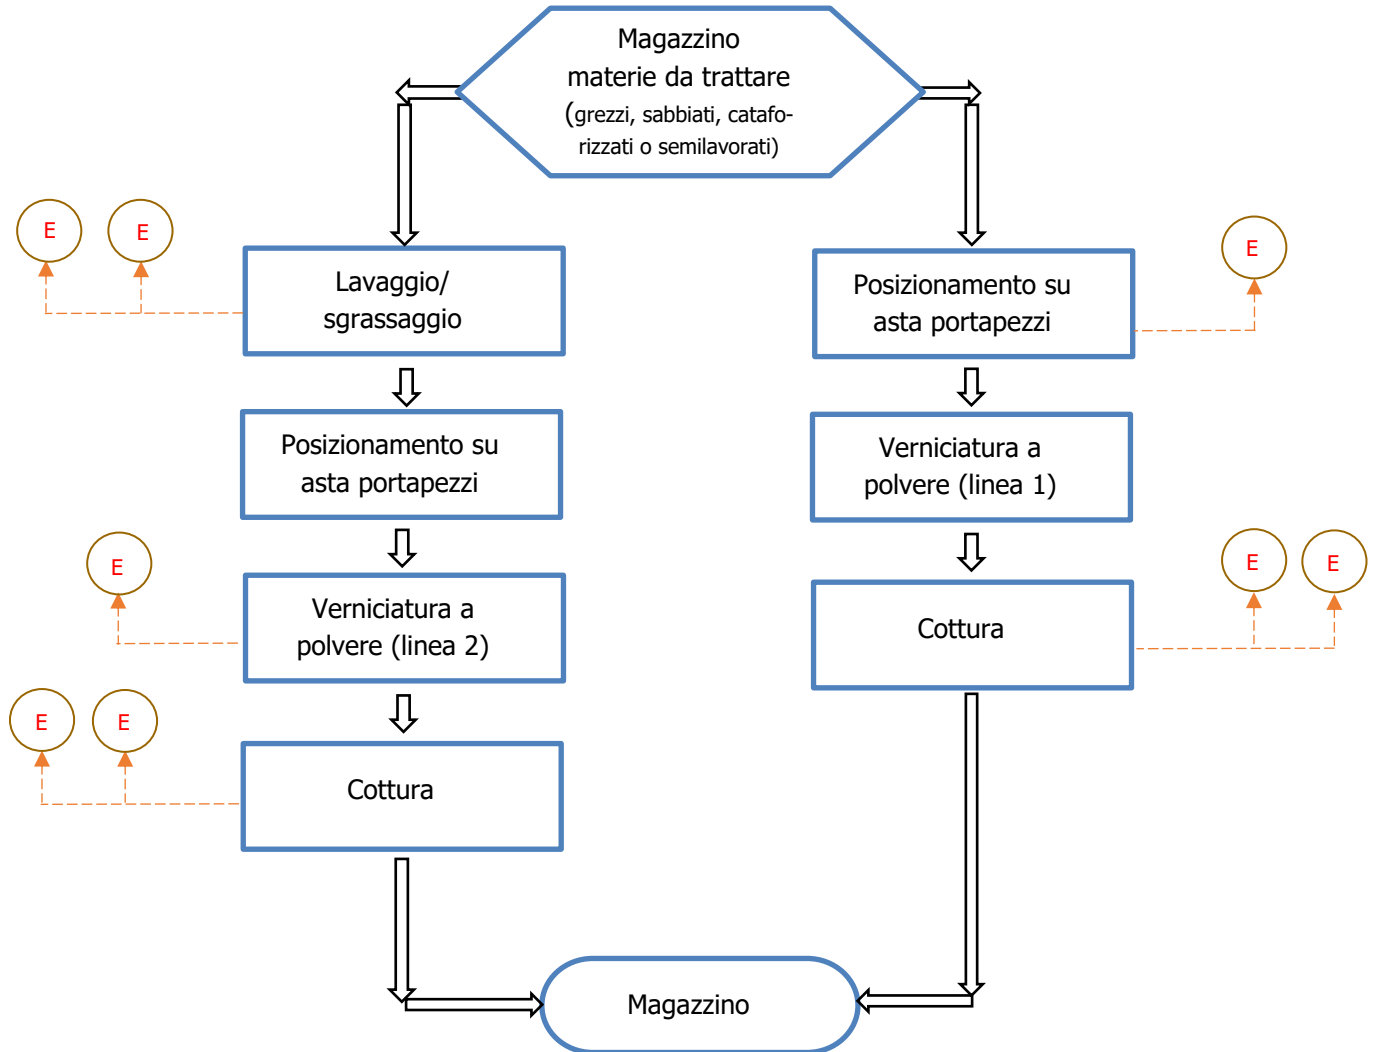 Magazzino
materie da trattare
(grezzi, sabbiati, catafo-
rizzati o semilavorati)
E
E
Lavaggio/
sgrassaggio
Posizionamento su
asta portapezzi
E
Verniciatura a
polvere (linea 2)
E
E
Cottura
E
Posizionamento su
asta portapezzi
Verniciatura a
polvere (linea 1)
E
E
Cottura
Magazzino